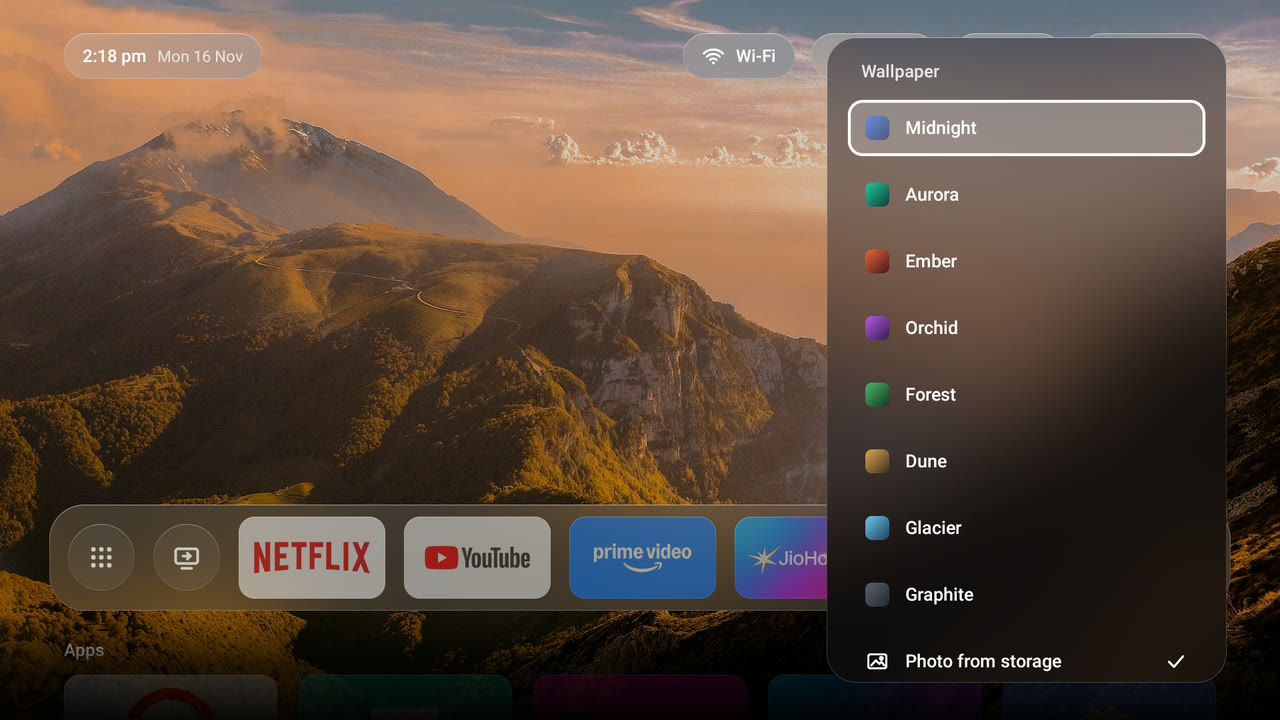 2:18 pm Mon 16 Nov
Wi-Fi
Wallpaper
Midnight
Aurora
Ember
Orchid
Forest
Dune
Glacier
Graphite
Photo from storage
NETFLIX
YouTube
prime video
JioHo
Apps